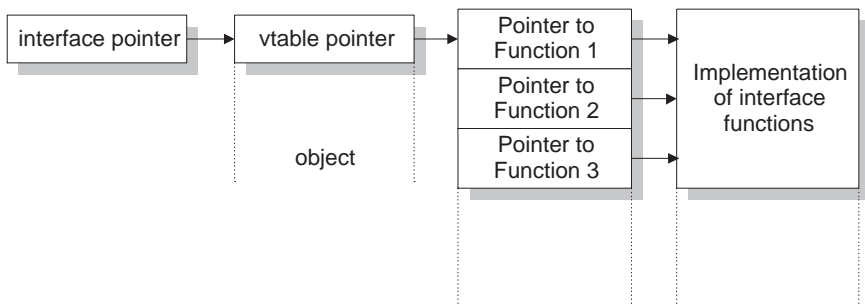 interface pointer
vtable pointer
object
Pointer to
Function 1
Pointer to
Function 2
Pointer to
Function 3
Implementation
of interface
functions